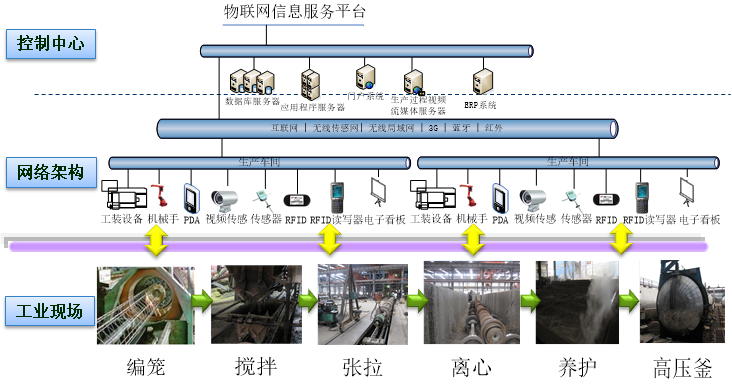 物联网信息服务平台
控制中心
数据库服务器
应用程序服务器
门户系统
生产过程视频
流媒体服务器
ERP系统
互联网 | 无线传感网 | 无线局域网 | 3G | 蓝牙 | 红外
网络架构
生产车间
生产车间
工装设备 机械手 PDA 视频传感 传感器 RFID RFID读写器 电子看板
工装设备 机械手 PDA 视频传感 传感器 RFID RFID读写器 电子看板
工业现场
编笼 搅拌 张拉 离心 养护 高压釜